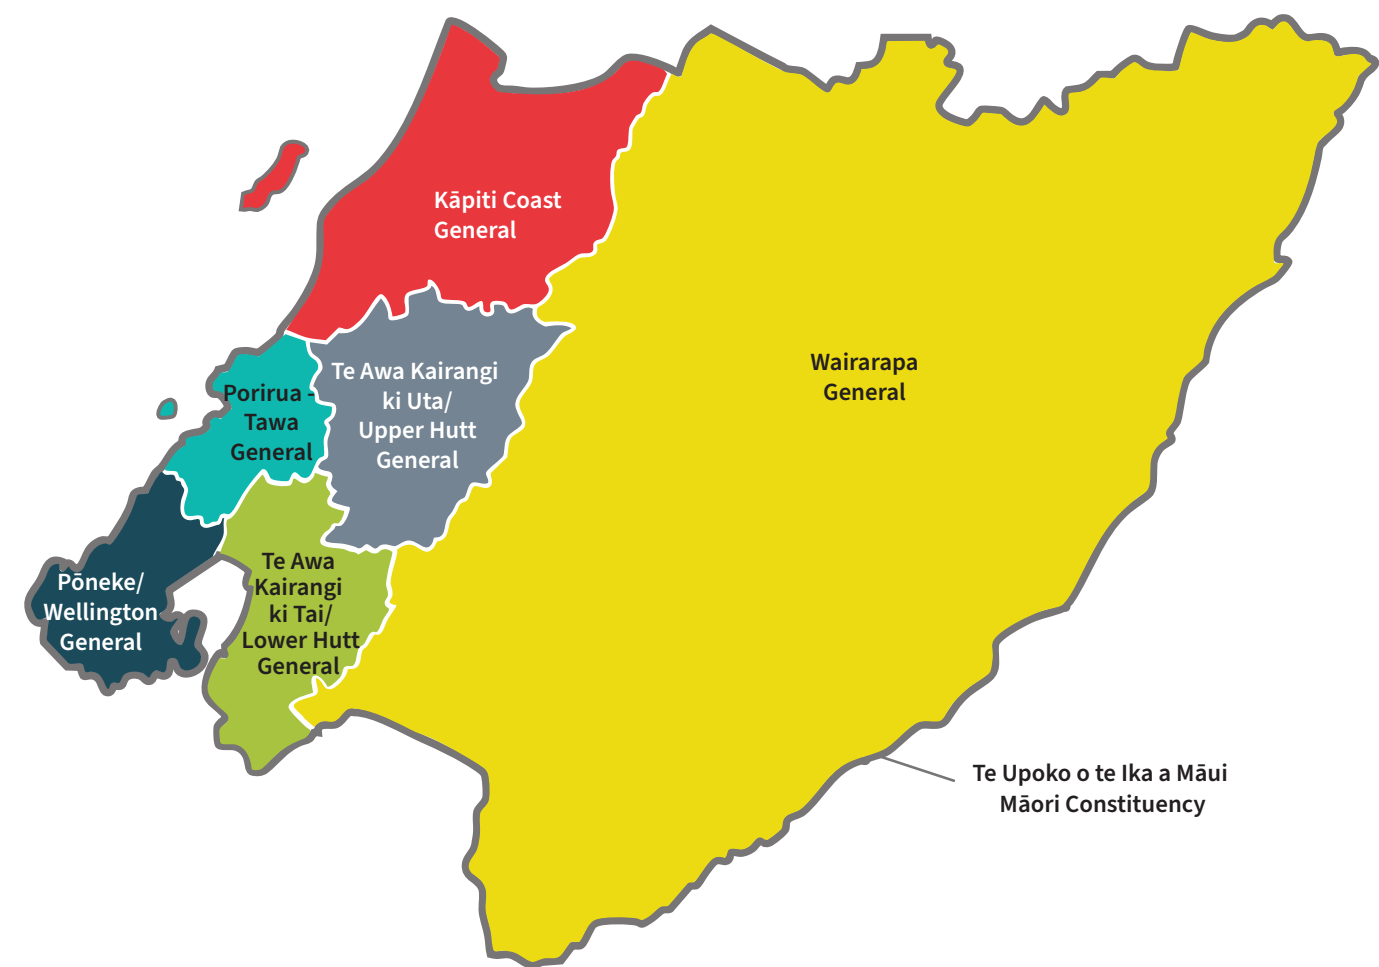 Kāpiti Coast
General
Wairarapa
General
Te Awa Kairangi
ki Uta/
Upper Hutt
General
Porirua -
Tawa
General
Te Awa
Kairangi
ki Tai/
Lower Hutt
General
Pōneke/
Wellington
General
Te Upoko o te Ika a Māui
Māori Constituency